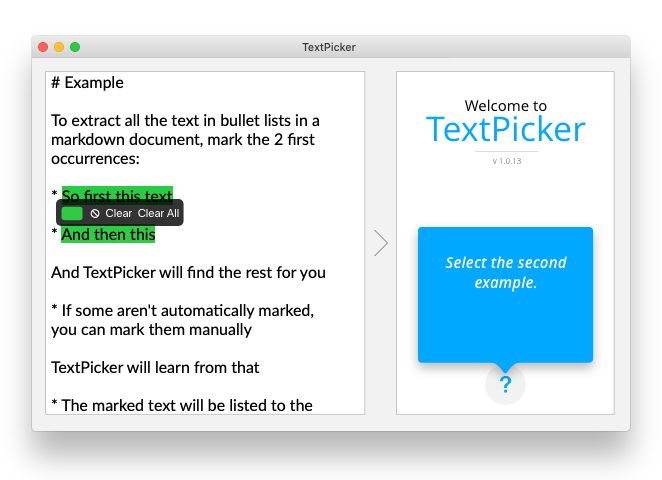 TextPicker
# Example
To extract all the text in bullet lists in a
markdown document, mark the 2 first
occurrences:
* So first this text
Clear Clear All
* And then this
And TextPicker will find the rest for you
* If some aren't automatically marked,
you can mark them manually
TextPicker will learn from that
* The marked text will be listed to the
Welcome to
TextPicker
v 1.0.13
Select the second
example.
?